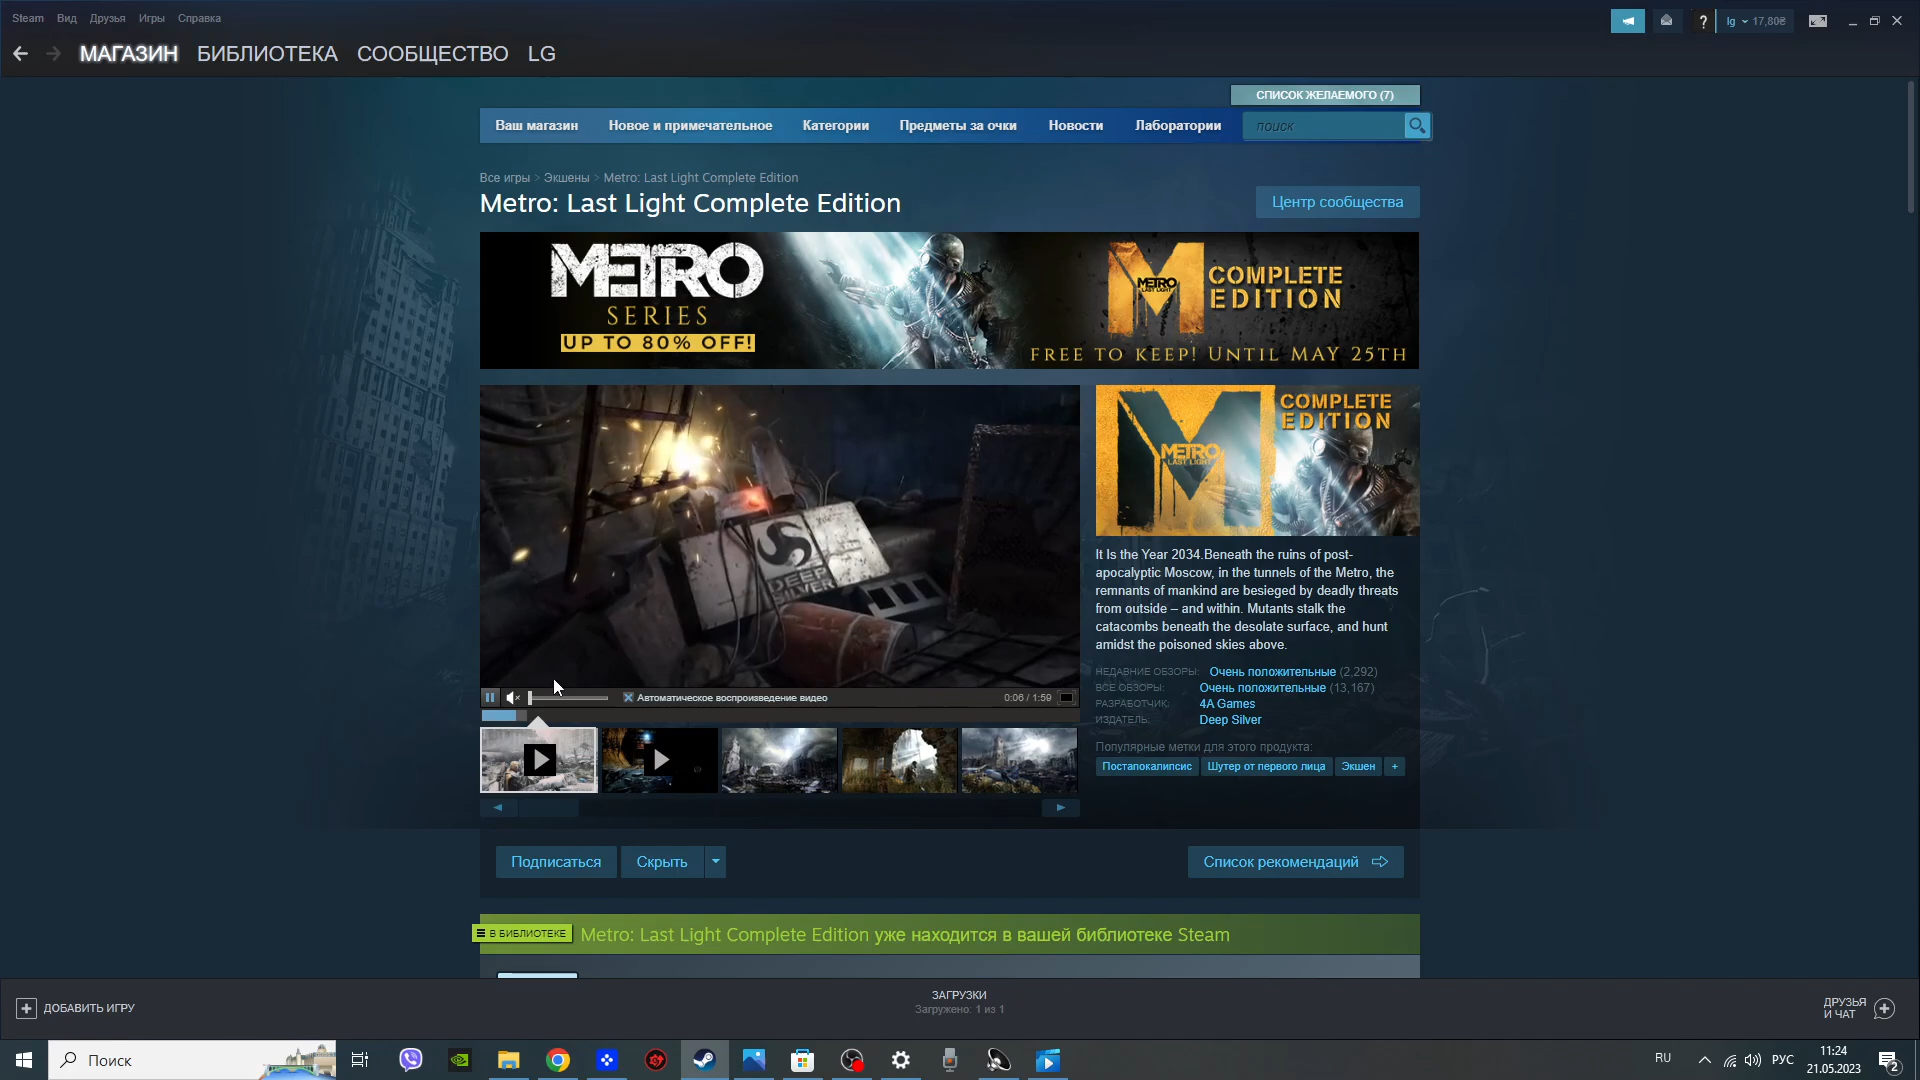 Steam Вид Друзья Игры Справка
lg 17,80₴
МАГАЗИН БИБЛИОТЕКА СООБЩЕСТВО LG
СПИСОК ЖЕЛАЕМОГО (7)
Ваш магазин Новое и примечательное Категории Предметы за очки Новости Лаборатории поиск
Все игры > Экшены > Metro: Last Light Complete Edition
Metro: Last Light Complete Edition
Центр сообщества
METRO
SERIES
UP TO 80% OFF!
METRO
LAST LIGHT
COMPLETE
EDITION
FREE TO KEEP! UNTIL MAY 25TH
DEEP
SILVER
COMPLETE
EDITION
METRO
LAST LIGHT
It Is the Year 2034.Beneath the ruins of post-
apocalyptic Moscow, in the tunnels of the Metro, the
remnants of mankind are besieged by deadly threats
from outside – and within. Mutants stalk the
catacombs beneath the desolate surface, and hunt
amidst the poisoned skies above.
НЕДАВНИЕ ОБЗОРЫ: Очень положительные (2,292)
ВСЕ ОБЗОРЫ: Очень положительные (13,167)
РАЗРАБОТЧИК: 4A Games
ИЗДАТЕЛЬ: Deep Silver
Популярные метки для этого продукта:
Постапокалипсис Шутер от первого лица Экшен +
Автоматическое воспроизведение видео 0:06 / 1:59
Подписаться Скрыть Список рекомендаций
В БИБЛИОТЕКЕ Metro: Last Light Complete Edition уже находится в вашей библиотеке Steam
ДОБАВИТЬ ИГРУ
ЗАГРУЗКИ
Загружено: 1 из 1
ДРУЗЬЯ
И ЧАТ
Поиск
RU
РУС
11:24
21.05.2023
2